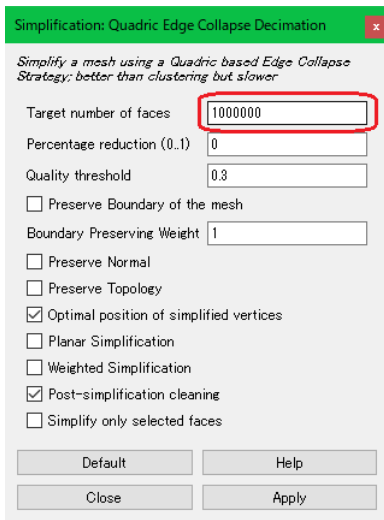 Simplification: Quadric Edge Collapse Decimation
x
Simplify a mesh using a Quadric based Edge Collapse
Strategy; better than clustering but slower
Target number of faces 1000000
Percentage reduction (0..1) 0
Quality threshold 0.3
Preserve Boundary of the mesh
Boundary Preserving Weight 1
Preserve Normal
Preserve Topology
Optimal position of simplified vertices
Planar Simplification
Weighted Simplification
Post-simplification cleaning
Simplify only selected faces
Default Help
Close Apply